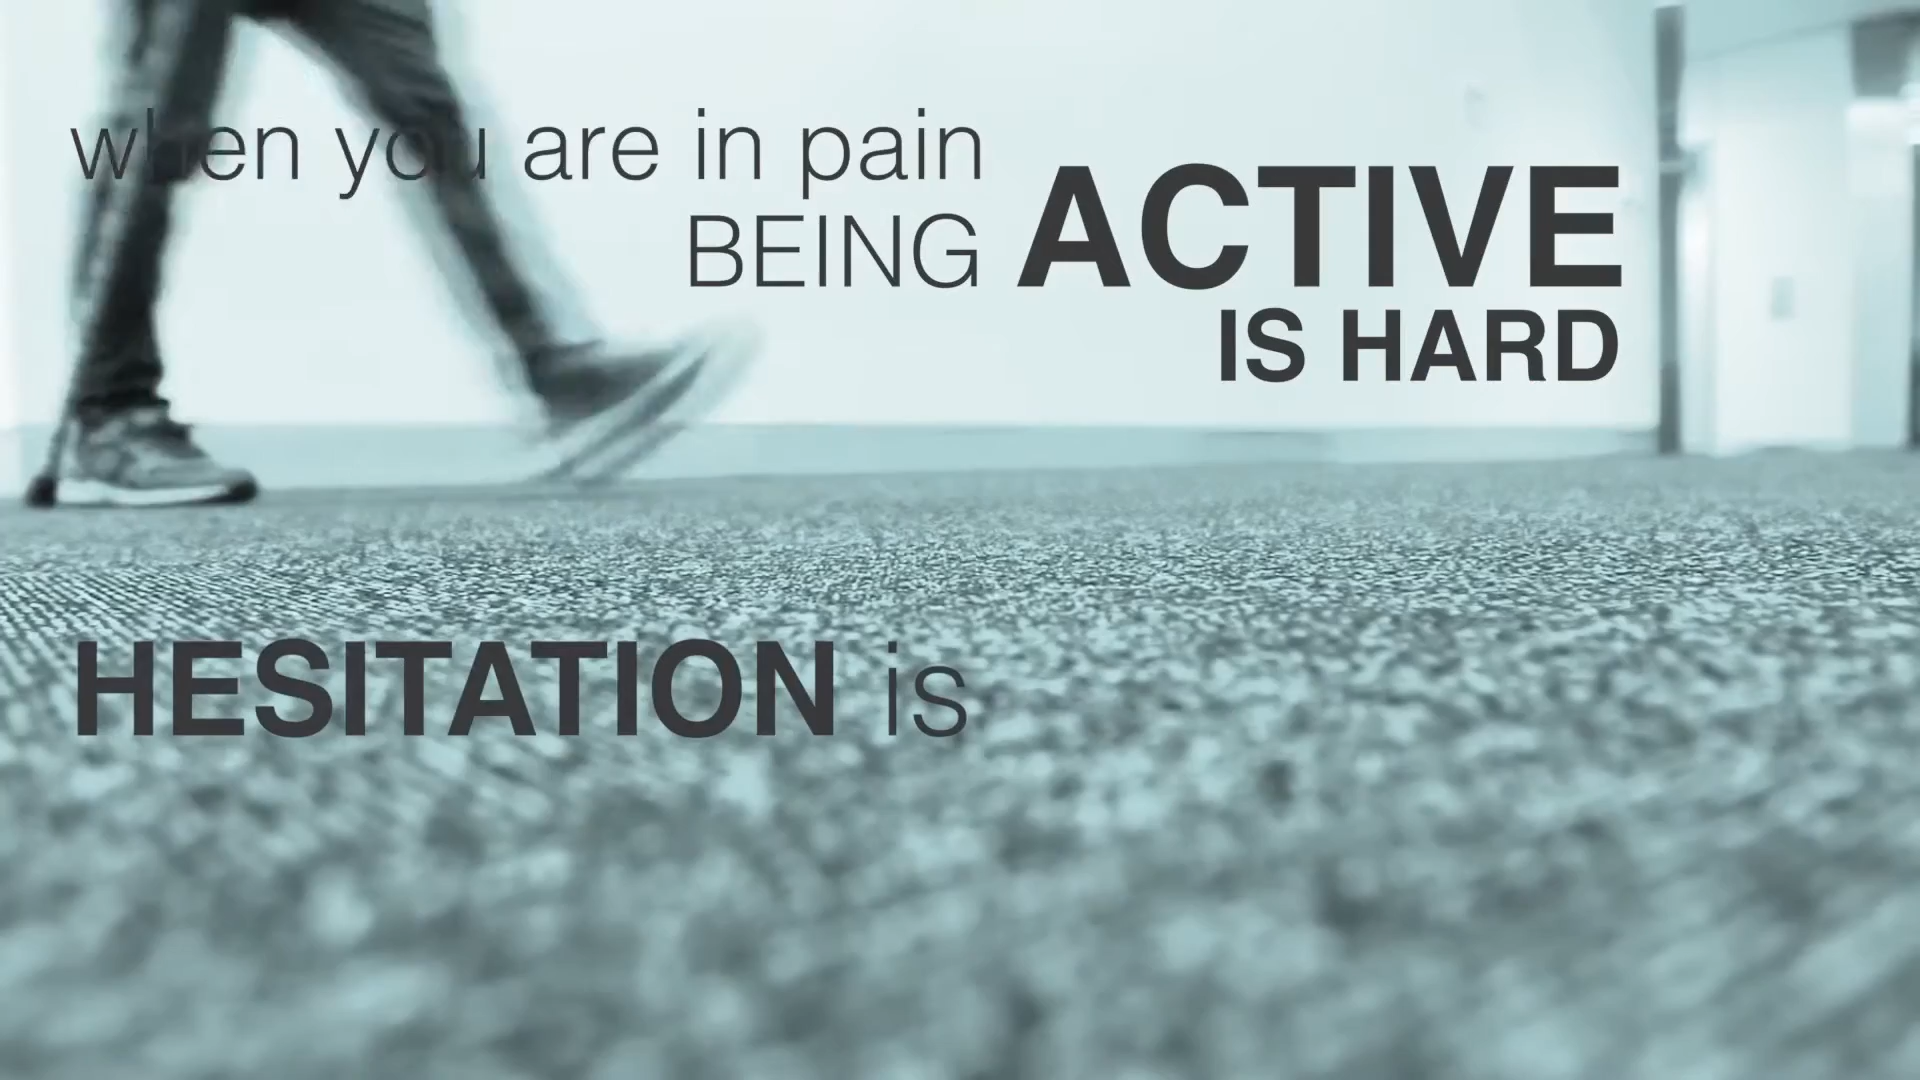 when you are in pain
BEING ACTIVE
IS HARD
HESITATION is